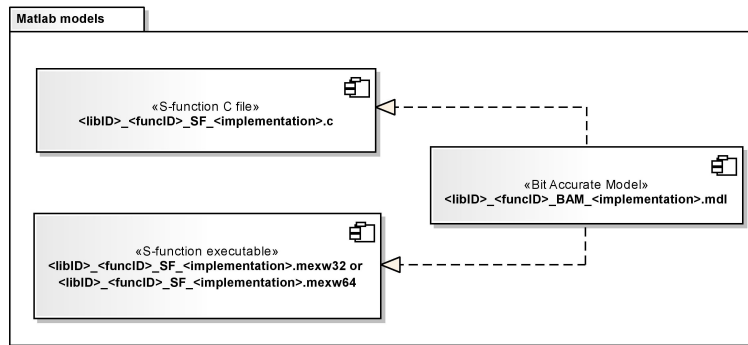 Matlab models
«S-function C file»
<libID>_<funcID>_SF_<implementation>.c
«Bit Accurate Model»
<libID>_<funcID>_BAM_<implementation>.mdl
«S-function executable»
<libID>_<funcID>_SF_<implementation>.mexw32 or
<libID>_<funcID>_SF_<implementation>.mexw64